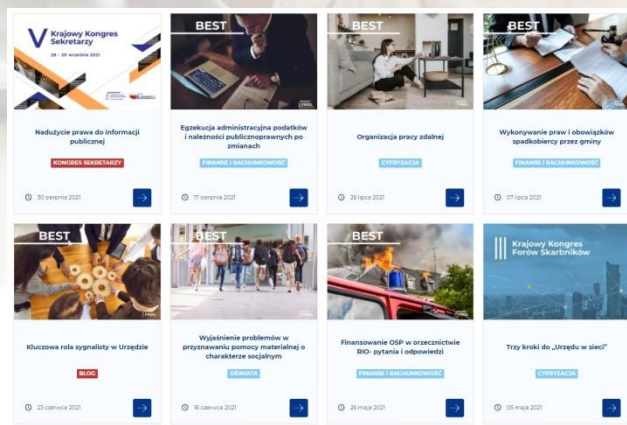 Krajowy Kongres
Sekretarzy
28 - 29 września 2021
Nadużycie prawa do informacji
publicznej
KONGRES SEKRETARZY
30 sierpnia 2021
BEST
Egzekucja administracyjna podatków
i należności publicznoprawnych po
zmianach
FINANSE I RACHUNKOWOŚĆ
17 sierpnia 2021
BEST
Organizacja pracy zdalnej
CYFRYZACJA
26 lipca 2021
BEST
Wykonywanie praw i obowiązków
spadkobiercy przez gminy
FINANSE I RACHUNKOWOŚĆ
07 lipca 2021
BEST
Kluczowa rola sygnalisty w Urzędzie
BLOG
23 czerwca 2021
BEST
Wyjaśnienie problemów w
przyznawaniu pomocy materialnej o
charakterze socjalnym
OŚWIATA
16 czerwca 2021
BEST
Finansowanie OSP w orzecznictwie
RIO- pytania i odpowiedzi
FINANSE I RACHUNKOWOŚĆ
26 maja 2021
Krajowy Kongres
Forów Skarbników
Trzy kroki do „Urzędu w sieci”
CYFRYZACJA
05 maja 2021